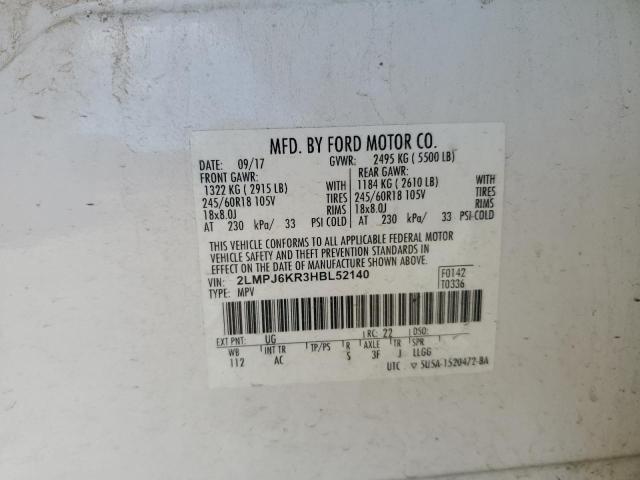 MFD. BY FORD MOTOR CO.
DATE: 09/17 GVWR: 2495 KG ( 5500 LB)
FRONT GAWR: REAR GAWR:
1322 KG ( 2915 LB) WITH 1184 KG ( 2610 LB) WITH
245/60R18 105V TIRES 245/60R18 105V TIRES
18x8.0J RIMS 18x8.0J RIMS
AT 230 kPa/ 33 PSI COLD AT 230 kPa/ 33 PSI-COLD
THIS VEHICLE CONFORMS TO ALL APPLICABLE FEDERAL MOTOR
VEHICLE SAFETY AND BUMPER AND THEFT PREVENTION STANDARDS IN
EFFECT ON THE DATE OF MANUFACTURE SHOWN ABOVE.
VIN: 2LMPJ6KR3HBL52140 F0142
TYPE: MPV T0336
EXT PNT: UG RC: 22 DSO:
WB INT TR TP/PS R AXLE TR SPR
112 AC S 3F J LLGG
UTC ▽ 5U5A-1520472-BA